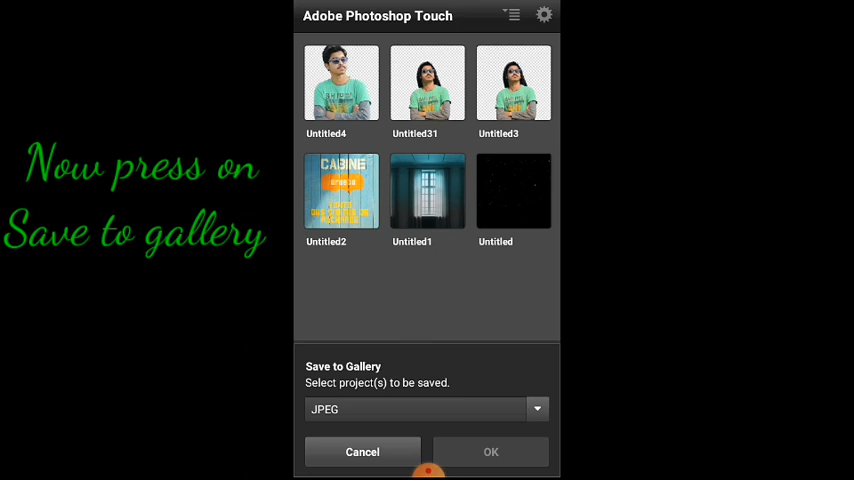 Adobe Photoshop Touch
Now press on
Save to gallery
Untitled4
Untitled31
Untitled3
CABINE
Untitled2
Untitled1
Untitled
Save to Gallery
Select project(s) to be saved.
JPEG
Cancel
OK